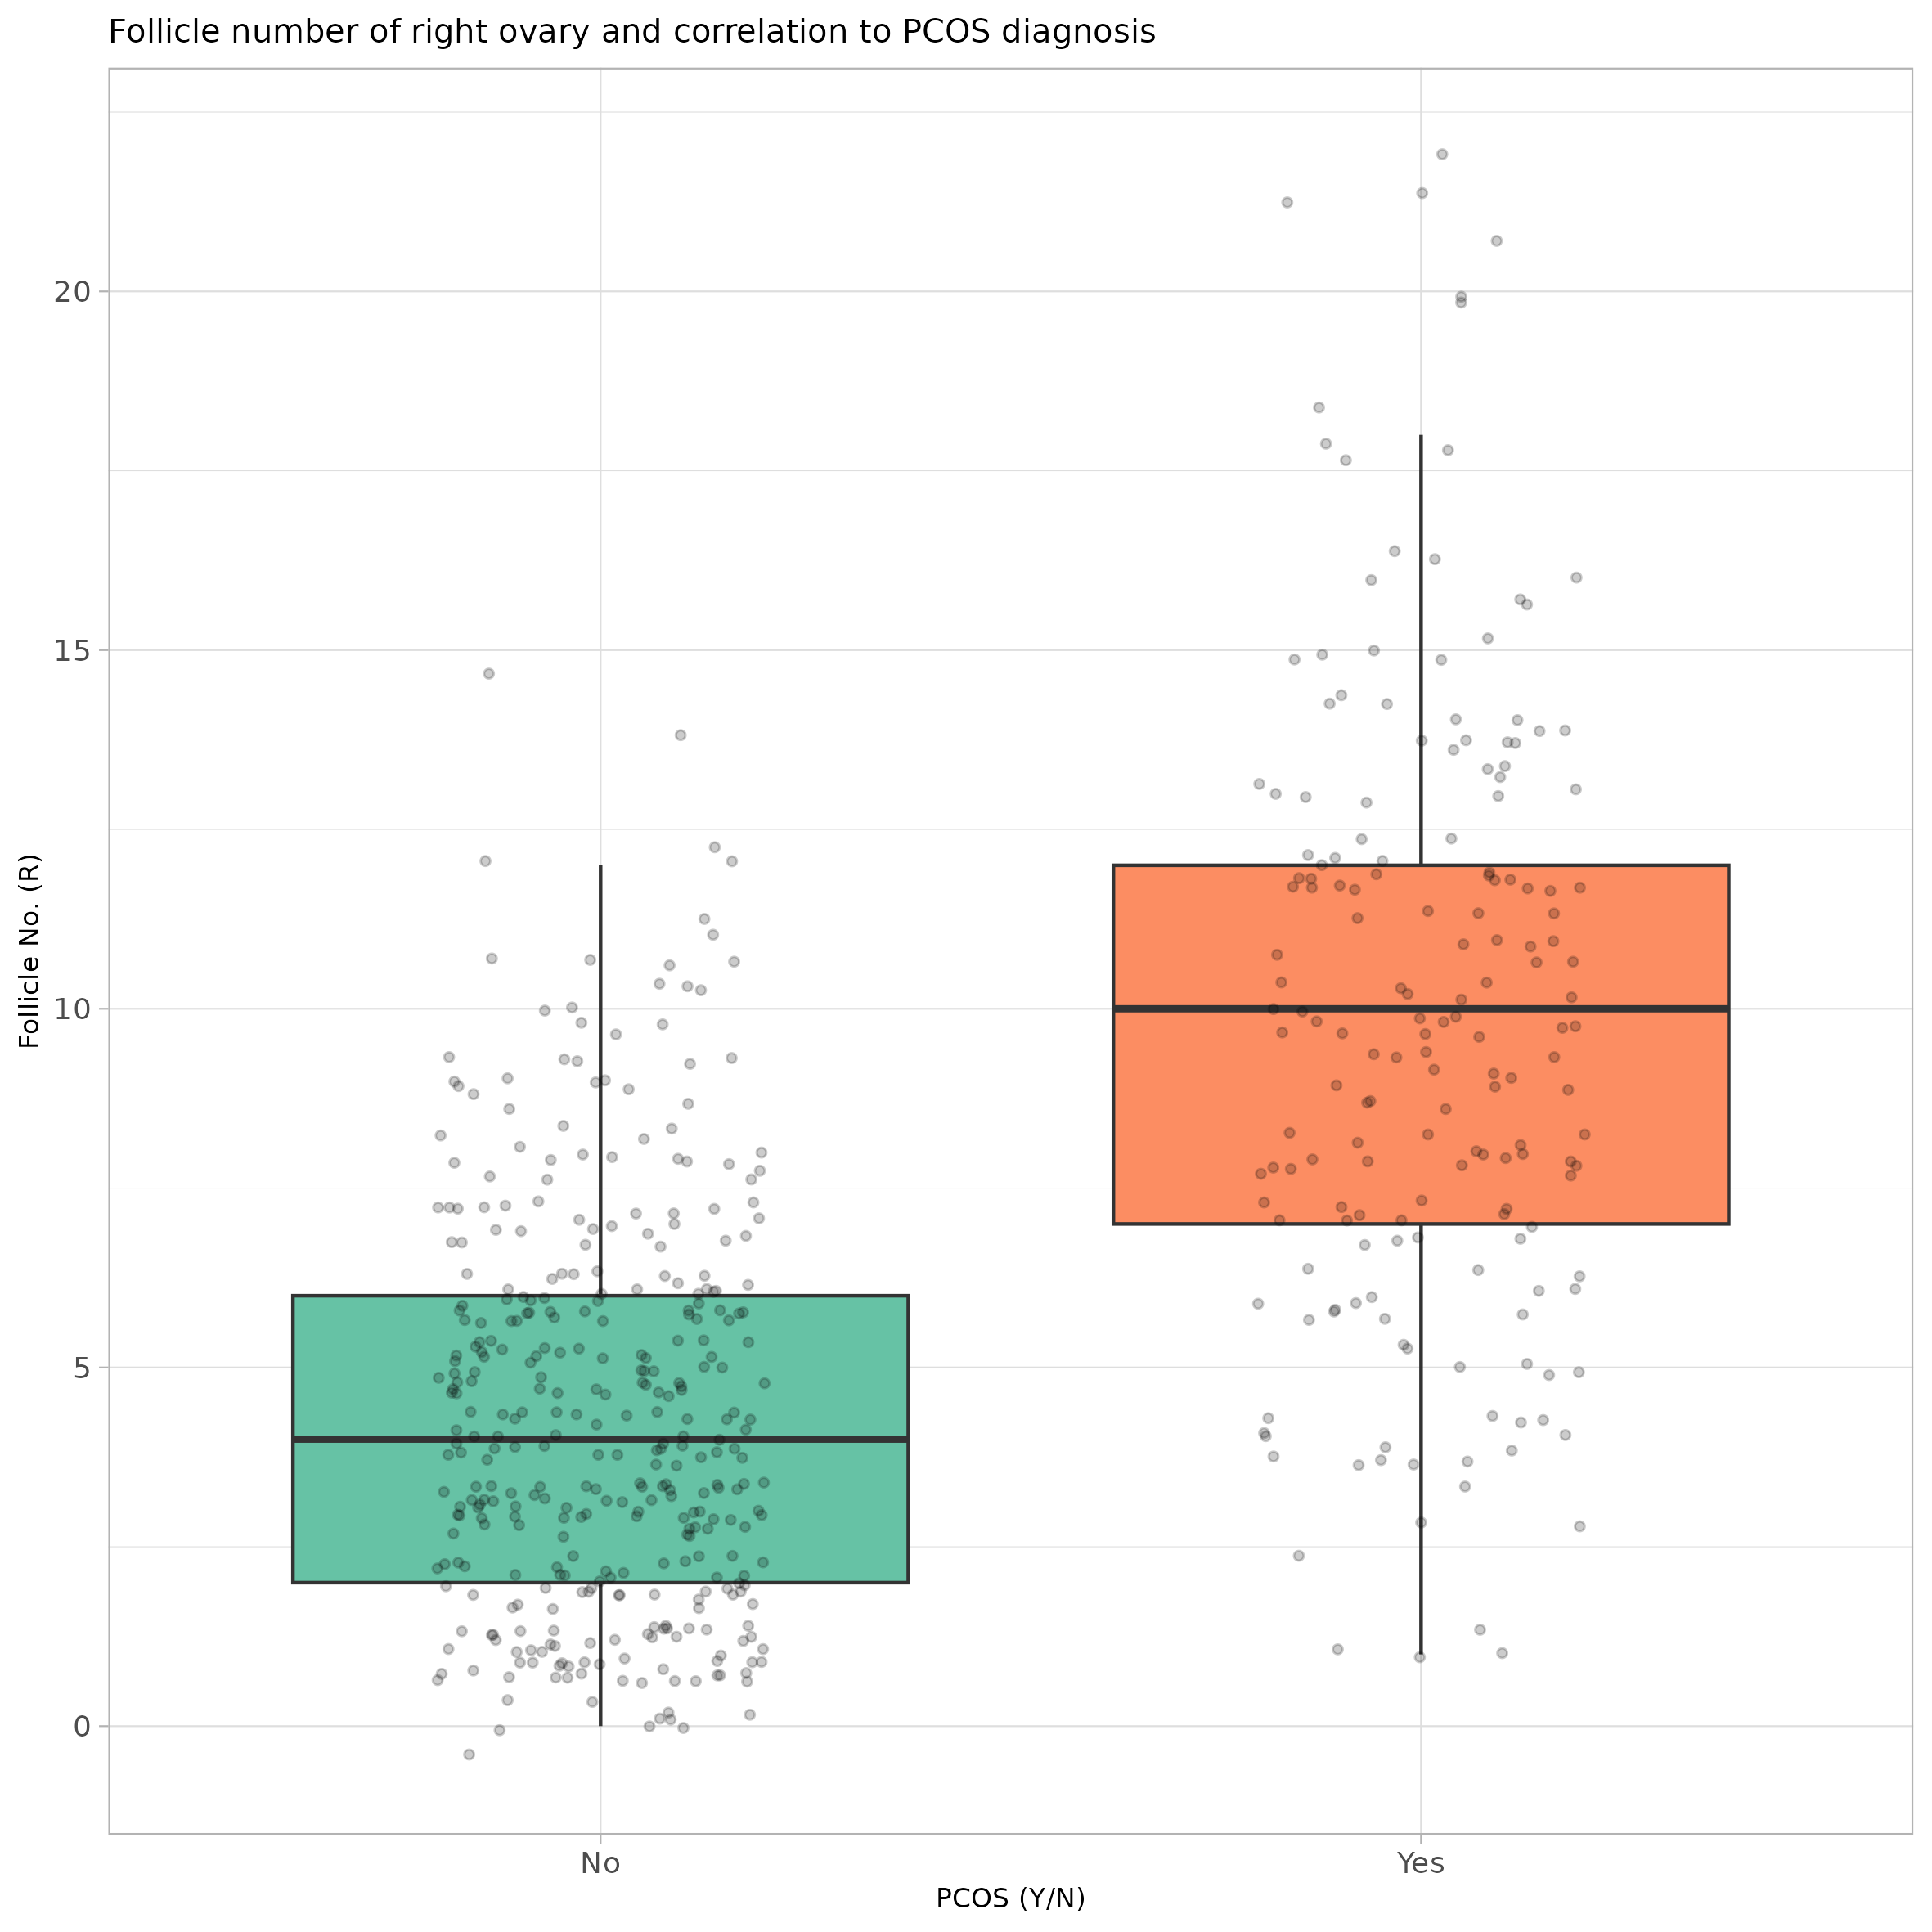 Follicle number of right ovary and correlation to PCOS diagnosis
Follicle No. (R)
20
15
10
5
0
No
Yes
PCOS (Y/N)